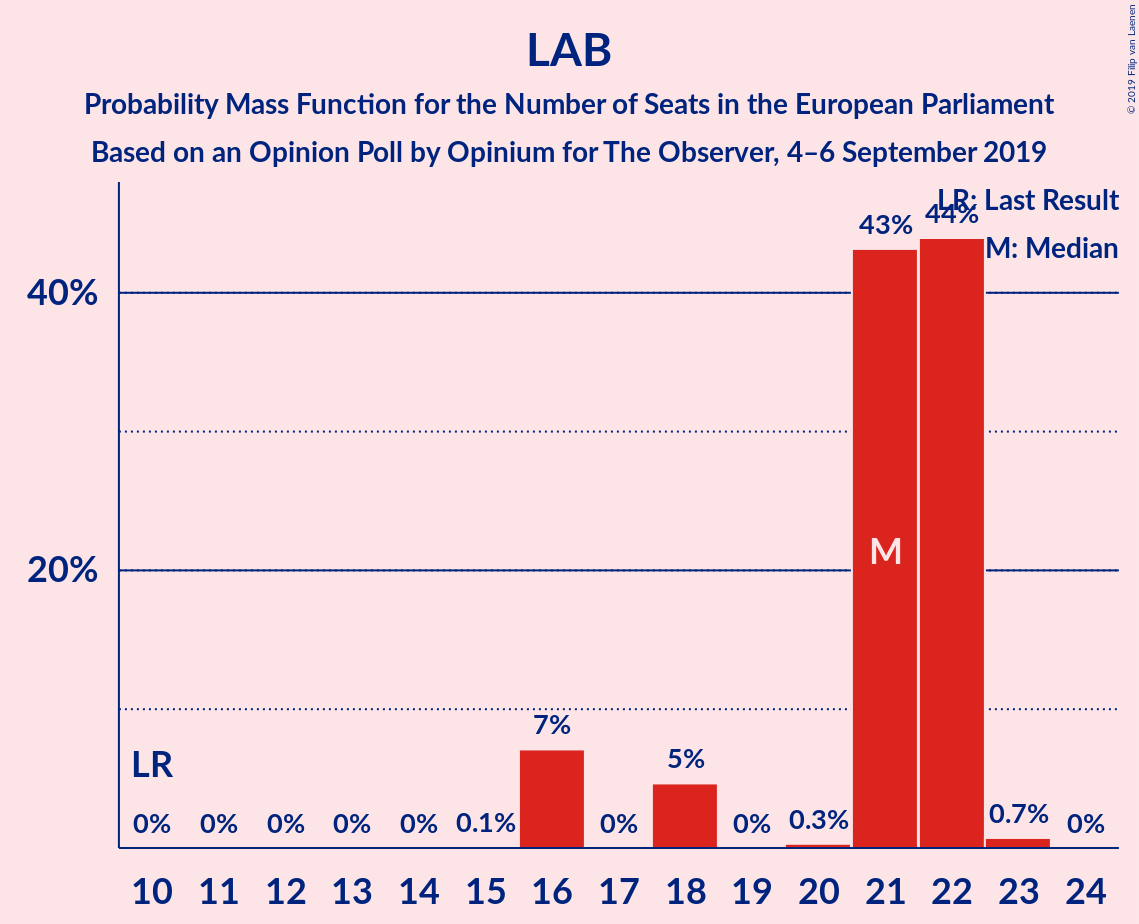 LAB
Probability Mass Function for the Number of Seats in the European Parliament
Based on an Opinion Poll by Opinium for The Observer, 4–6 September 2019
© 2019 Filip van Laenen
LR: Last Result
M: Median
43% 44%
40%
20%
M
7% 5%
LR
0% 0% 0% 0% 0% 0.1% 0% 0% 0.3% 0.7% 0%
10 11 12 13 14 15 16 17 18 19 20 21 22 23 24